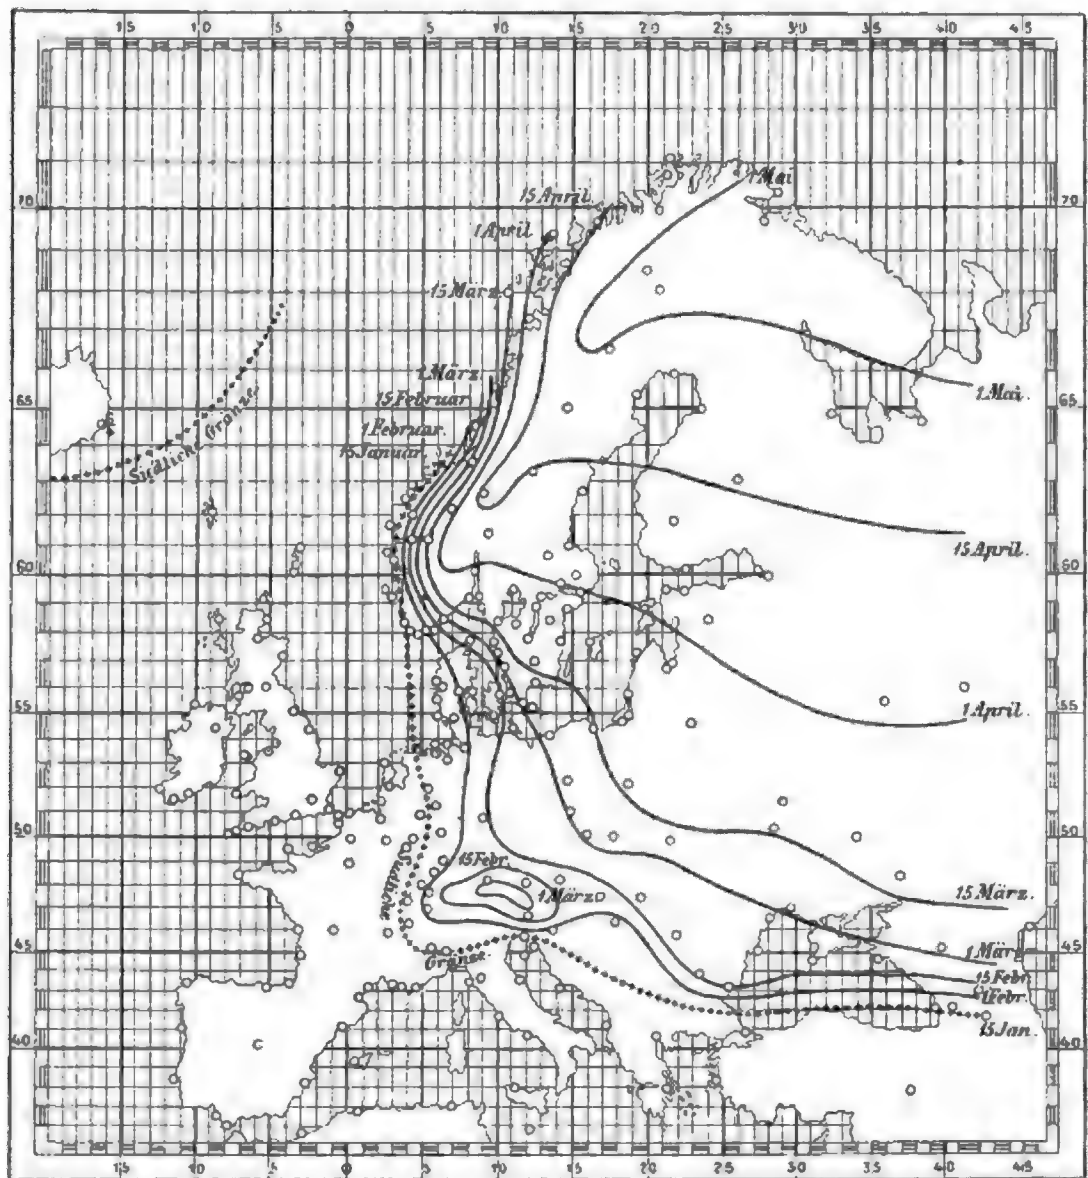 15 10 5 0 5 10 15 20 25 30 35 40 45
70 70
15 April.
1 Mai
1 April
15 März.
1 März.
15 Februar
1 Februar.
15 Januar.
Südliche Gränze
65 65
1. Mai.
15 April.
60 60
1 April.
55 55
50 50
15 Febr.
1 März
Gränze
15 März.
1 März
15 Febr.
1 Febr.
15 Jan.
45 45
40 40
15 10 5 0 5 10 15 20 25 30 35 40 45